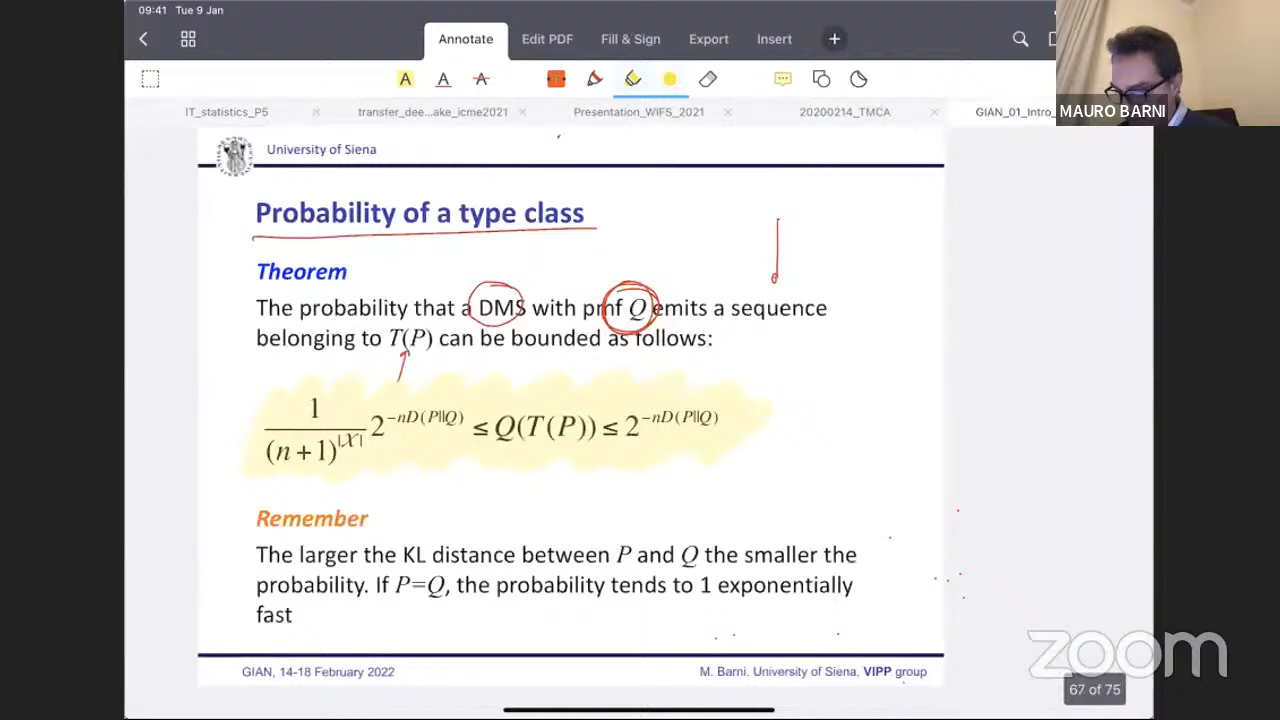 09:41 Tue 9 Jan
Annotate Edit PDF Fill & Sign Export Insert +
A A A
IT_statistics_P5 × transfer_dee...ake_icme2021 × Presentation_WIFS_2021 × 20200214_TMCA × GIAN_01_Intro_
MAURO BARNI
University of Siena
Probability of a type class
Theorem
The probability that a DMS with pmf Q emits a sequence
belonging to T(P) can be bounded as follows:
1/(n+1)^|X| 2^−nD(P||Q) ≤ Q(T(P)) ≤ 2^−nD(P||Q)
Remember
The larger the KL distance between P and Q the smaller the
probability. If P=Q, the probability tends to 1 exponentially
fast
GIAN, 14-18 February 2022
M. Barni, University of Siena, VIPP group
zoom
67 of 75